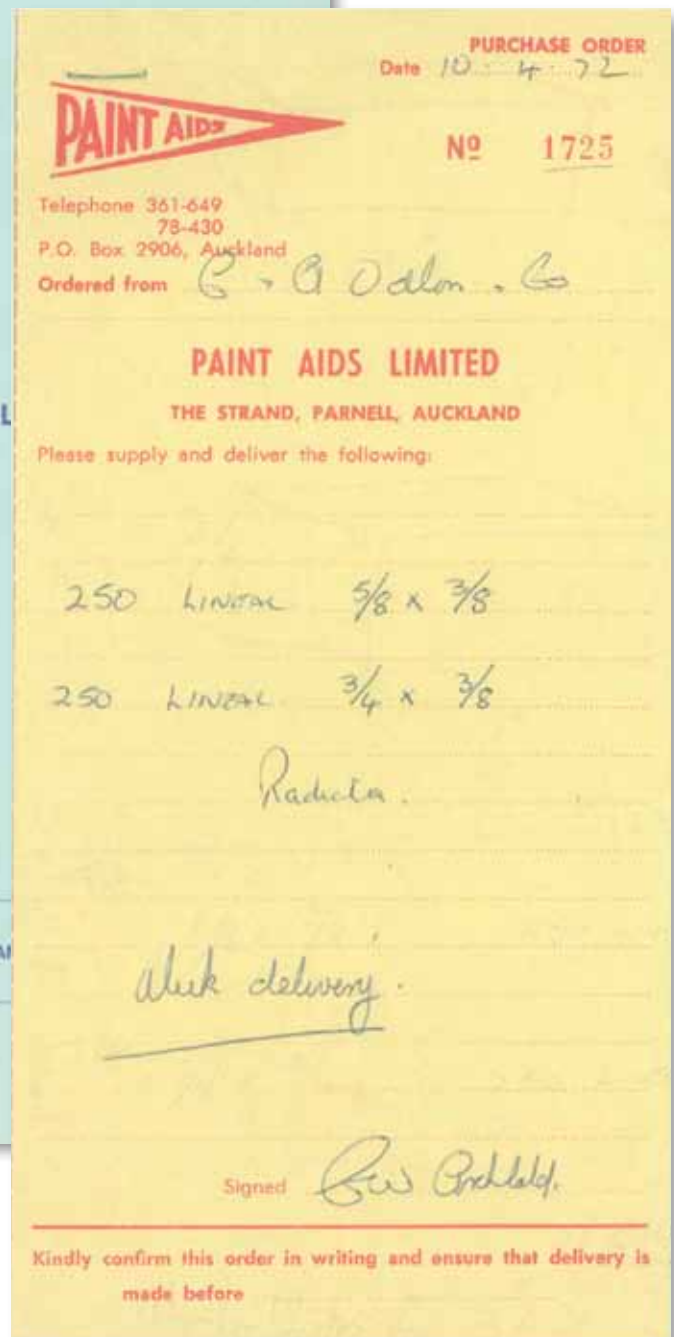 PURCHASE ORDER
Date 10 . 4 . 72
PAINT AIDS
Nº 1725
Telephone 361-649
78-430
P.O. Box 2906, Auckland
Ordered from C. A Odlin . Co
PAINT AIDS LIMITED
THE STRAND, PARNELL, AUCKLAND
Please supply and deliver the following:
250 LINEAL 5/8 x 3/8
250 LINEAL 3/4 x 3/8
Radiata.
delivery.
Signed
Kindly confirm this order in writing and ensure that delivery is
made before